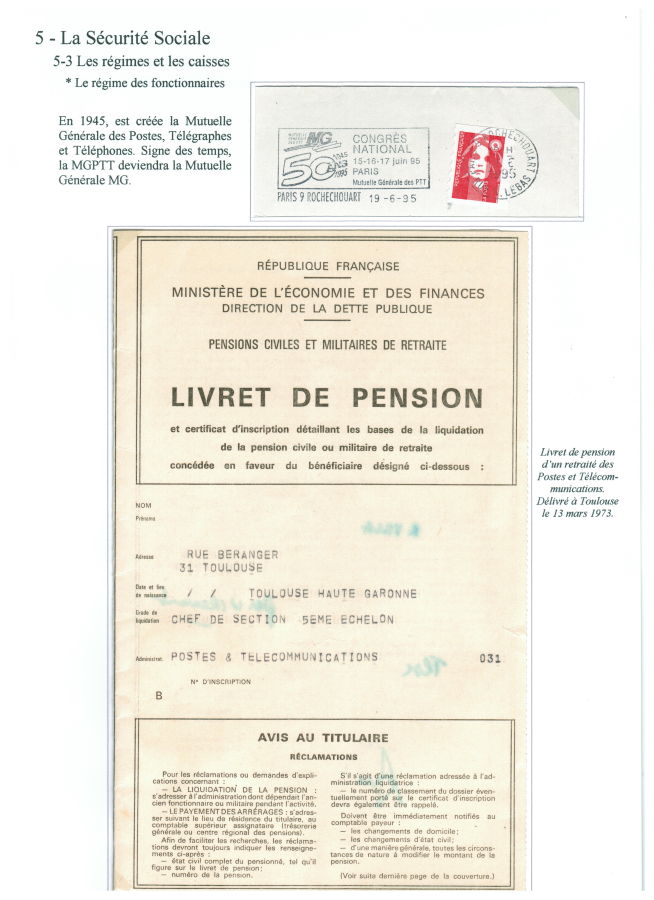 5 - La Sécurité Sociale
5-3 Les régimes et les caisses
* Le régime des fonctionnaires
En 1945, est créée la Mutuelle
Générale des Postes, Télégraphes
et Téléphones. Signe des temps,
la MGPTT deviendra la Mutuelle
Générale MG.
MG
50 ANS
1945
1995
CONGRÈS
NATIONAL
15-16-17 juin 95
PARIS
Mutuelle Générale des PTT
PARIS 9 ROCHECHOUART 19-6-95
RÉPUBLIQUE FRANÇAISE
ROCHECHOUART
H
1995
LEBAS
RÉPUBLIQUE FRANÇAISE
MINISTÈRE DE L'ÉCONOMIE ET DES FINANCES
DIRECTION DE LA DETTE PUBLIQUE
PENSIONS CIVILES ET MILITAIRES DE RETRAITE
LIVRET DE PENSION
et certificat d'inscription détaillant les bases de la liquidation
de la pension civile ou militaire de retraite
concédée en faveur du bénéficiaire désigné ci-dessous :
Livret de pension
d'un retraité des
Postes et Télécom-
munications.
Délivré à Toulouse
le 13 mars 1973.
NOM
Prénoms
Adresse RUE BERANGER
31 TOULOUSE
Date et lieu
de naissance / / TOULOUSE HAUTE GARONNE
Grade de
liquidation CHEF DE SECTION 5EME ECHELON
Administrat. POSTES & TELECOMMUNICATIONS 031
N° D'INSCRIPTION
B
AVIS AU TITULAIRE
RÉCLAMATIONS
Pour les réclamations ou demandes d'expli-
cations concernant :
— LA LIQUIDATION DE LA PENSION :
s'adresser à l'administration dont dépendait l'an-
cien fonctionnaire ou militaire pendant l'activité.
— LE PAYEMENT DES ARRÉRAGES : s'adres-
ser suivant le lieu de résidence du titulaire, au
comptable supérieur assignataire (trésorerie
générale ou centre régional des pensions).
Afin de faciliter les recherches, les réclama-
tions devront toujours indiquer les renseigne-
ments ci-après :
— état civil complet du pensionné, tel qu'il
figure sur le livret de pension;
— numéro de la pension.
S'il s'agit d'une réclamation adressée à l'ad-
ministration liquidatrice :
— le numéro de classement du dossier éven-
tuellement porté sur le certificat d'inscription
devra également être rappelé.
Doivent être immédiatement notifiés au
comptable payeur :
— les changements de domicile;
— les changements d'état civil;
— d'une manière générale, toutes les circons-
tances de nature à modifier le montant de la
pension.
(Voir suite dernière page de la couverture.)